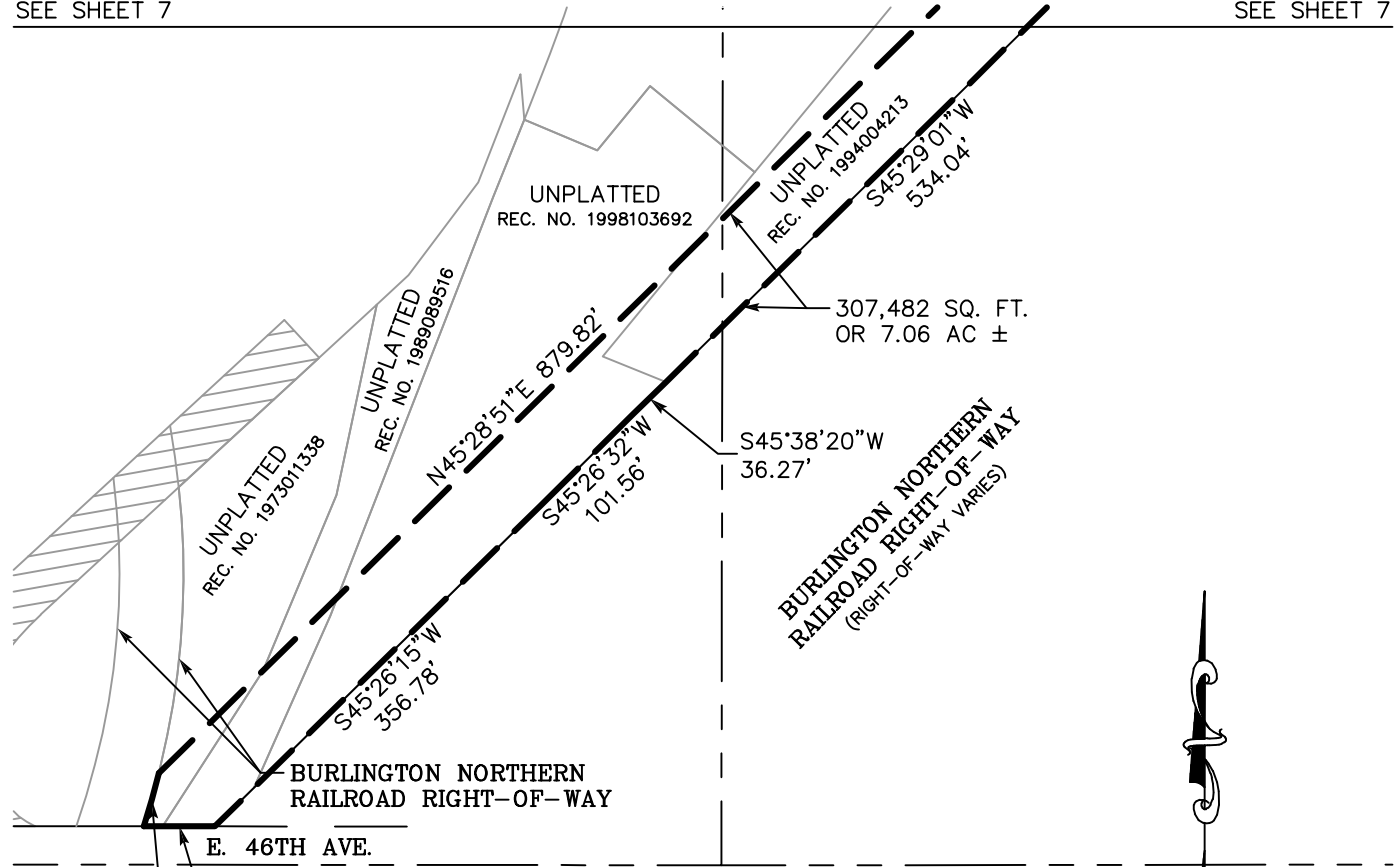 SEE SHEET 7
SEE SHEET 7
UNPLATTED
REC. NO. 1994004213
S45°29'01"W
534.04'
UNPLATTED
REC. NO. 1998103692
UNPLATTED
REC. NO. 1989089516
307,482 SQ. FT.
OR 7.06 AC ±
N45°28'51"E 879.82'
S45°38'20"W
36.27'
S45°26'32"W
101.56'
UNPLATTED
REC. NO. 1973011338
BURLINGTON NORTHERN
RAILROAD RIGHT-OF-WAY
(RIGHT-OF-WAY VARIES)
S45°26'15"W
356.78'
BURLINGTON NORTHERN
RAILROAD RIGHT-OF-WAY
E. 46TH AVE.